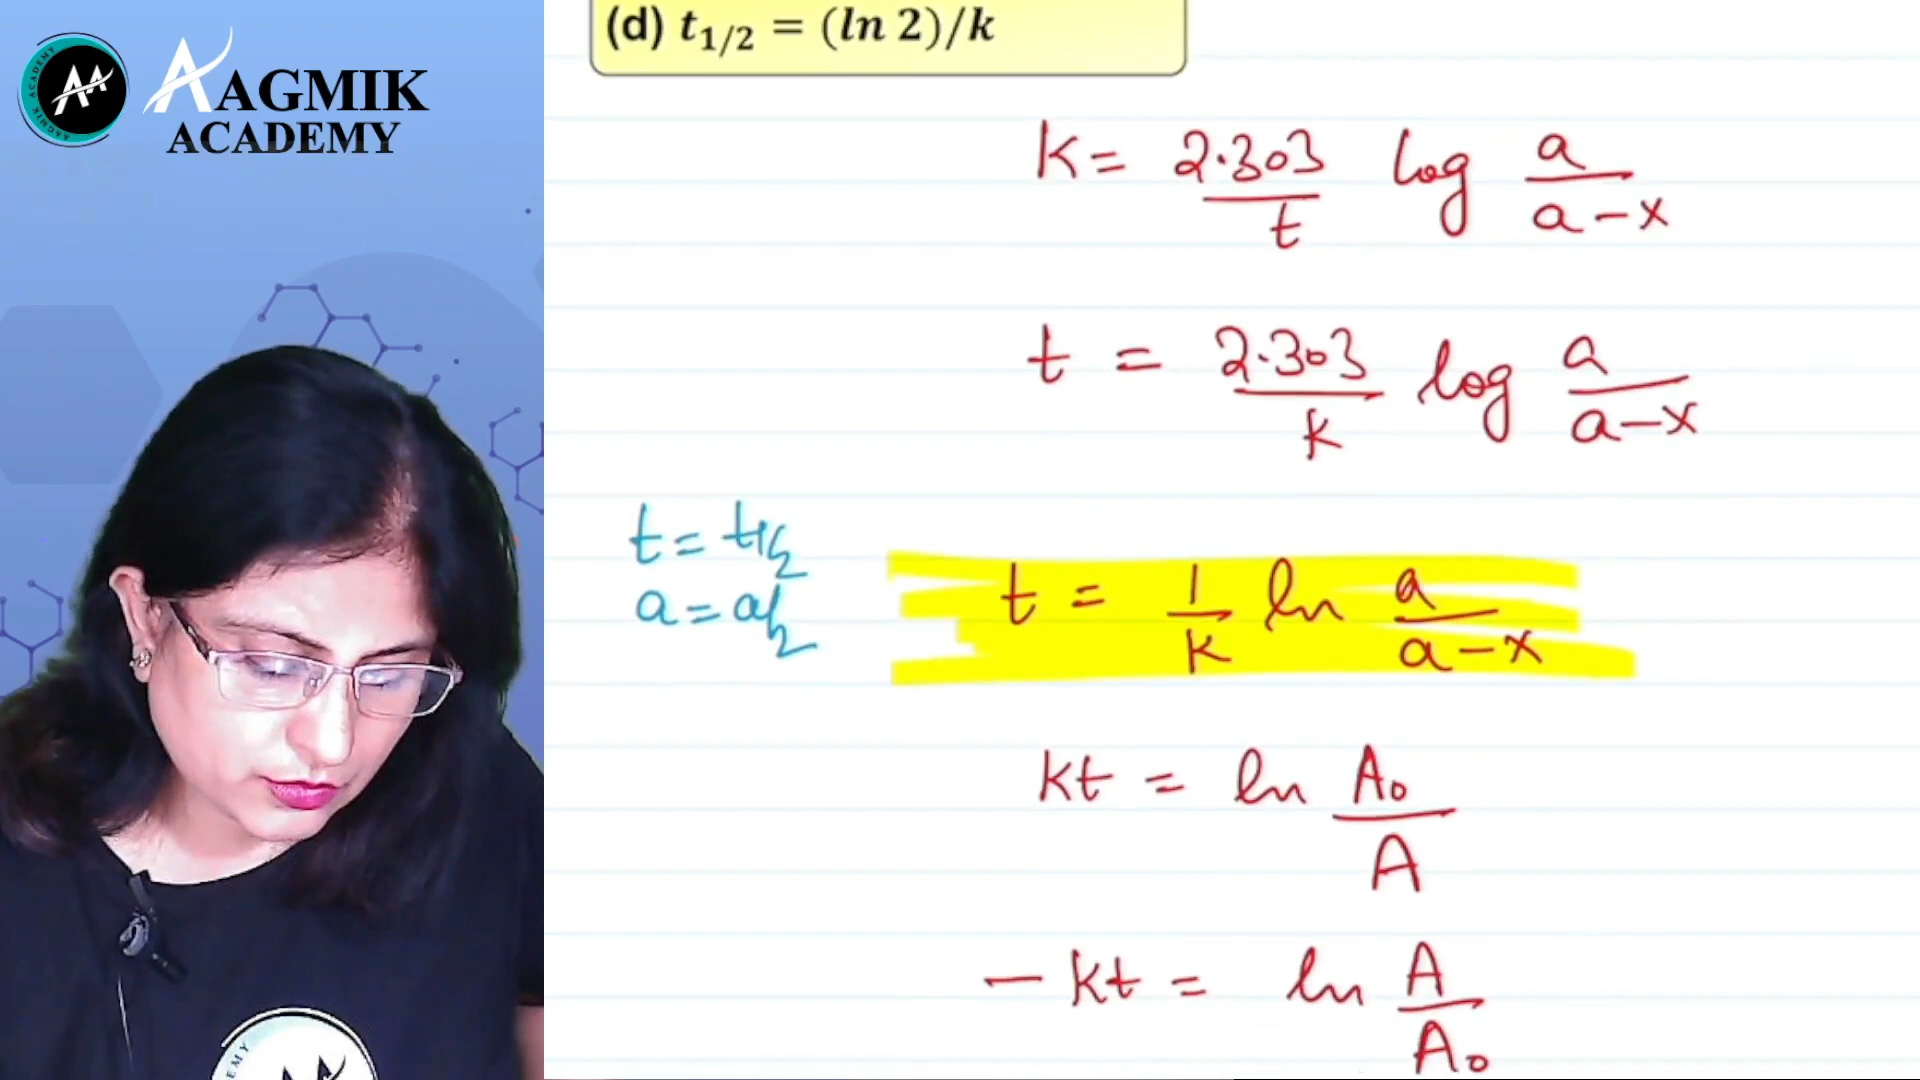 AAGMIK
ACADEMY
(d) t₁/₂ = (ln 2)/k
K = 2.303/t log a/a-x
t = 2.303/k log a/a-x
t = t1/2
a = a/2
t = 1/k ln a/a-x
kt = ln A₀/A
- kt = ln A/A₀